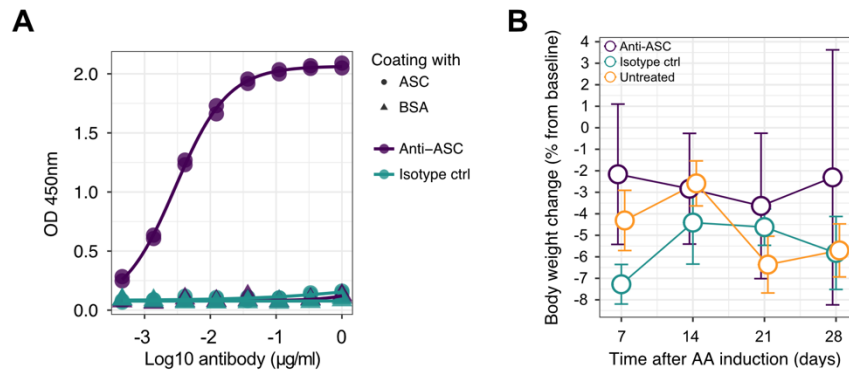 A
OD 450nm
2.0
1.5
1.0
0.5
0.0
-3
-2
-1
0
Log10 antibody (µg/ml)
Coating with
ASC
BSA
Anti−ASC
Isotype ctrl
B
Body weight change (% from baseline)
4
3
2
1
0
-1
-2
-3
-4
-5
-6
-7
-8
Anti-ASC
Isotype ctrl
Untreated
7
14
21
28
Time after AA induction (days)